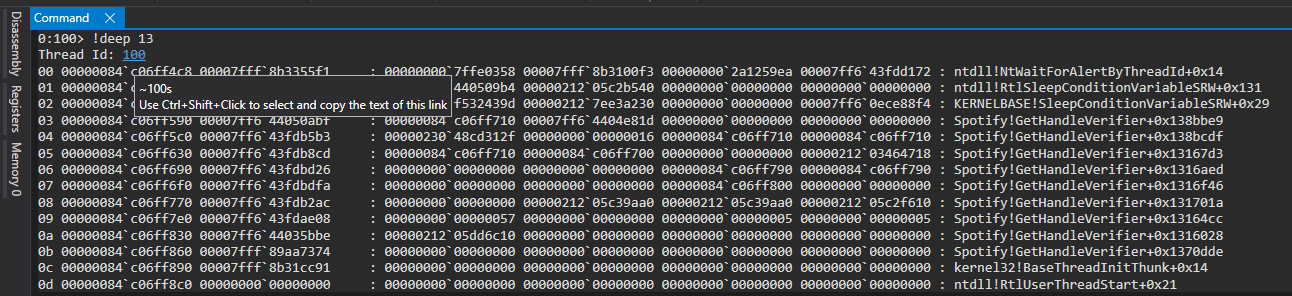 Command ✕
Disassembly
Registers
Memory 0
0:100> !deep 13
Thread Id: 100
00 00000084`c06ff4c8 00007fff`8b3355f1 : 00000000`7ffe0358 00007fff`8b3100f3 00000000`2a1259ea 00007ff6`43fdd172 : ntdll!NtWaitForAlertByThreadId+0x14
01 00000084` 440509b4 00000212`05c2b540 00000000`00000000 00000000`00000000 : ntdll!RtlSleepConditionVariableSRW+0x131
02 00000084` f532439d 00000212`7ee3a230 00000000`00000000 00007ff6`0ece88f4 : KERNELBASE!SleepConditionVariableSRW+0x29
~100s
Use Ctrl+Shift+Click to select and copy the text of this link
03 00000084`c06ff590 00007ff6`44050abf : 00000084`c06ff710 00007ff6`4404e81d 00000000`00000000 00000000`00000000 : Spotify!GetHandleVerifier+0x138bbe9
04 00000084`c06ff5c0 00007ff6`43fdb5b3 : 00000230`48cd312f 00000000`00000016 00000084`c06ff710 00000084`c06ff710 : Spotify!GetHandleVerifier+0x138bcdf
05 00000084`c06ff630 00007ff6`43fdb8cd : 00000084`c06ff710 00000084`c06ff700 00000000`00000000 00000212`03464718 : Spotify!GetHandleVerifier+0x13167d3
06 00000084`c06ff690 00007ff6`43fdbd26 : 00000000`00000000 00000000`00000000 00000084`c06ff790 00000084`c06ff790 : Spotify!GetHandleVerifier+0x1316aed
07 00000084`c06ff6f0 00007ff6`43fdbdfa : 00000000`00000000 00000000`00000000 00000084`c06ff800 00000000`00000000 : Spotify!GetHandleVerifier+0x1316f46
08 00000084`c06ff770 00007ff6`43fdb2ac : 00000000`00000000 00000212`05c39aa0 00000212`05c39aa0 00000212`05c2f610 : Spotify!GetHandleVerifier+0x131701a
09 00000084`c06ff7e0 00007ff6`43fdae08 : 00000000`00000057 00000000`00000000 00000000`00000005 00000000`00000005 : Spotify!GetHandleVerifier+0x13164cc
0a 00000084`c06ff830 00007ff6`44035bbe : 00000212`05dd6c10 00000000`00000000 00000000`00000000 00000000`00000000 : Spotify!GetHandleVerifier+0x1316028
0b 00000084`c06ff860 00007fff`89aa7374 : 00000000`00000000 00000000`00000000 00000000`00000000 00000000`00000000 : Spotify!GetHandleVerifier+0x1370dde
0c 00000084`c06ff890 00007fff`8b31cc91 : 00000000`00000000 00000000`00000000 00000000`00000000 00000000`00000000 : kernel32!BaseThreadInitThunk+0x14
0d 00000084`c06ff8c0 00000000`00000000 : 00000000`00000000 00000000`00000000 00000000`00000000 00000000`00000000 : ntdll!RtlUserThreadStart+0x21